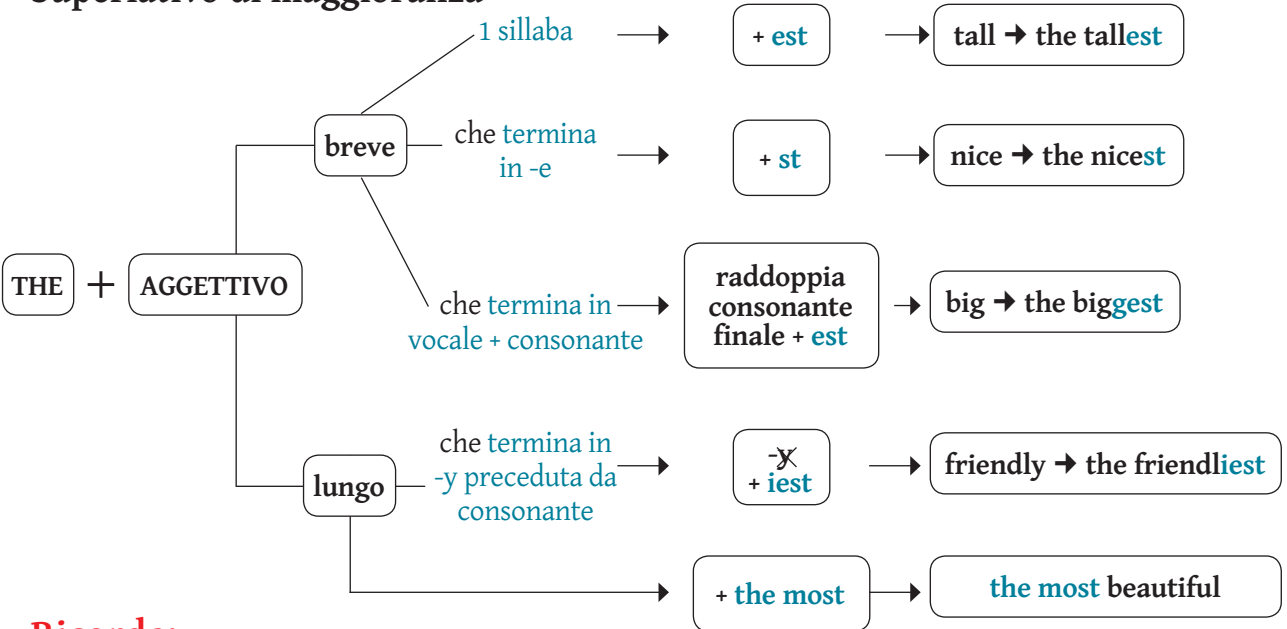 Superlativo di maggioranza
1 sillaba
+ est
tall → the tallest
breve
che termina
in -e
+ st
nice → the nicest
THE + AGGETTIVO
che termina in
vocale + consonante
raddoppia
consonante
finale + est
big → the biggest
lungo
che termina in
-y preceduta da
consonante
-y
+ iest
friendly → the friendliest
+ the most
the most beautiful
Ricorda: